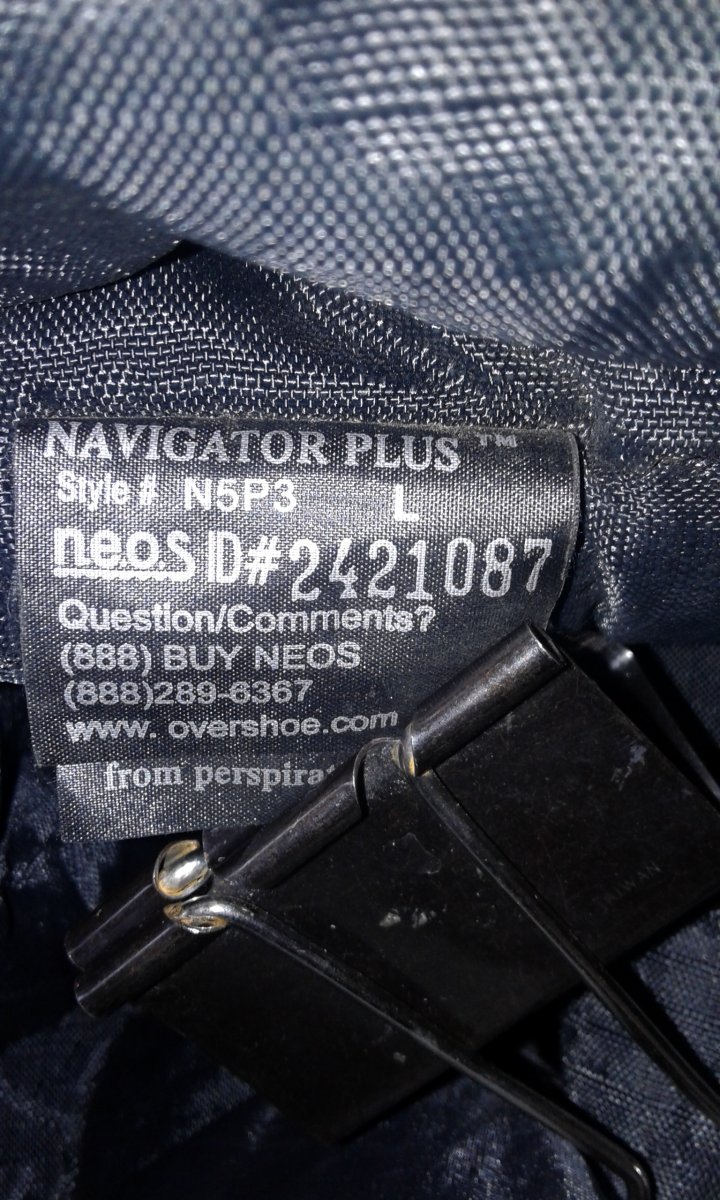 NAVIGATOR PLUS ™
Style # N5P3 L
n.e.o.s ID# 2421087
Question/Comments?
(888) BUY NEOS
(888)289-6367
www. overshoe.com
from